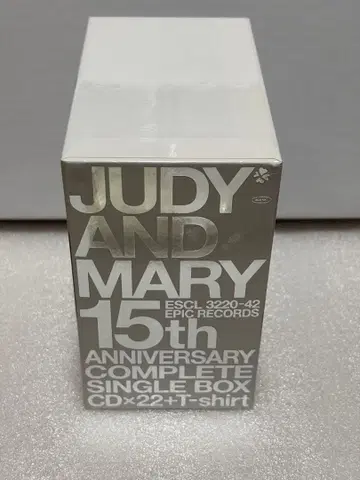 JUDY
AND
MARY
15th
ESCL 3220-42
EPIC RECORDS
ANNIVERSARY
COMPLETE
SINGLE BOX
CD×22+T-shirt